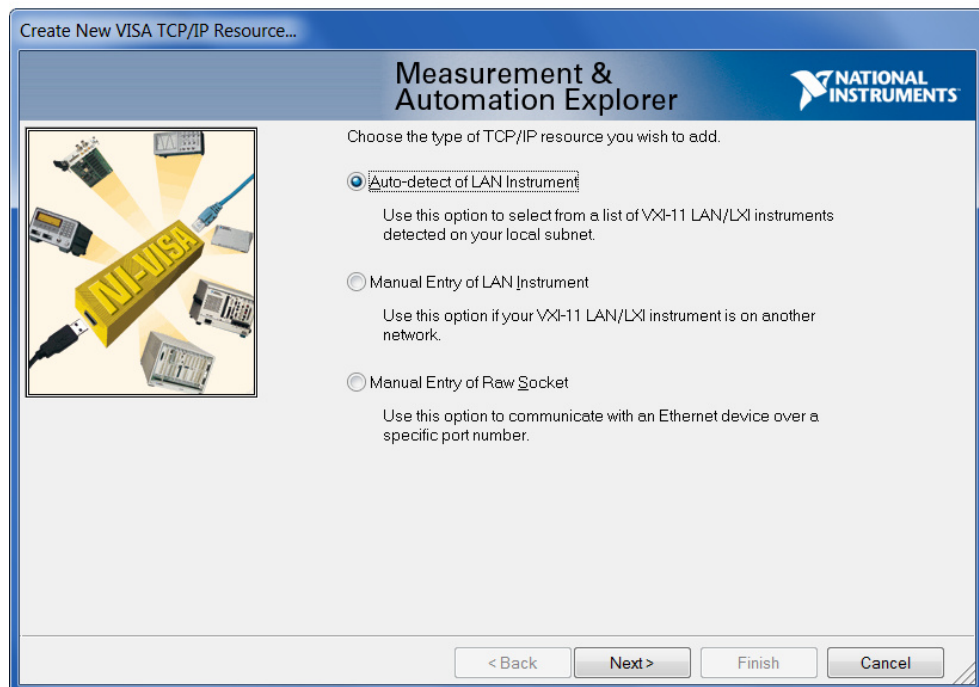 Create New VISA TCP/IP Resource...
Measurement &
Automation Explorer
NATIONAL
INSTRUMENTS
NI-VISA
Choose the type of TCP/IP resource you wish to add.
Auto-detect of LAN Instrument
Use this option to select from a list of VXI-11 LAN/LXI instruments
detected on your local subnet.
Manual Entry of LAN Instrument
Use this option if your VXI-11 LAN/LXI instrument is on another
network.
Manual Entry of Raw Socket
Use this option to communicate with an Ethernet device over a
specific port number.
< Back
Next >
Finish
Cancel